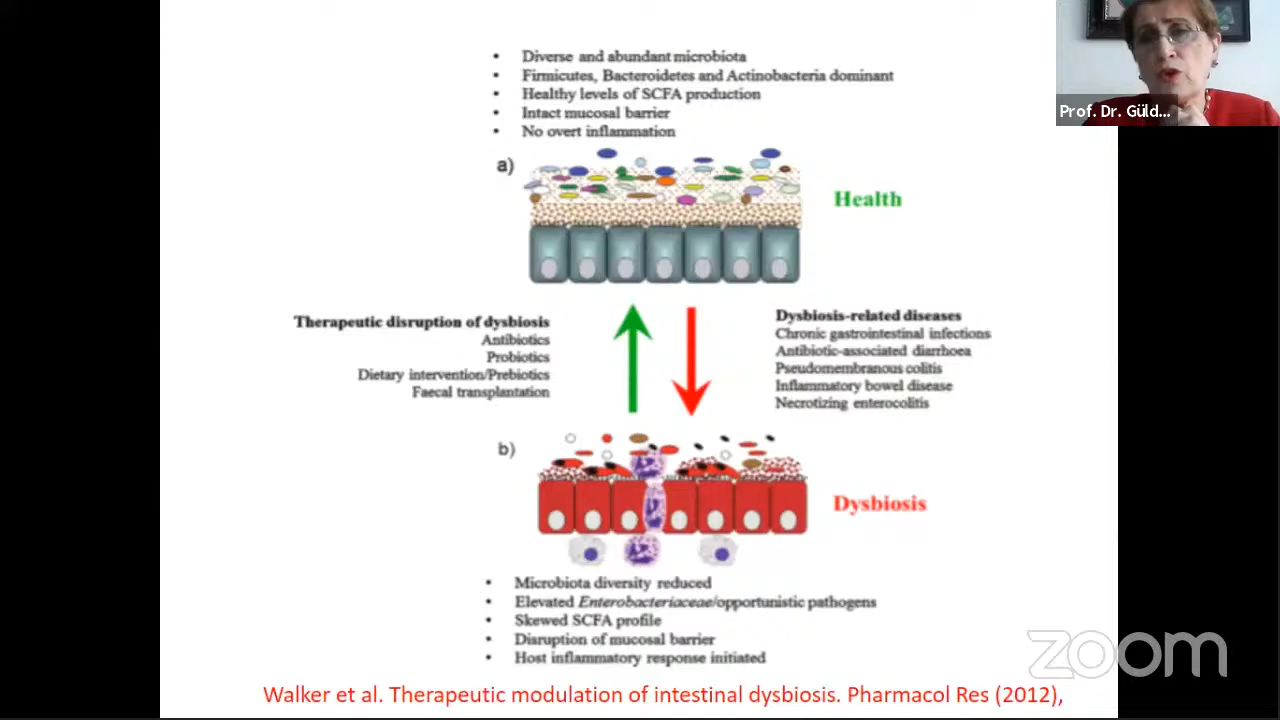 • Diverse and abundant microbiota
• Firmicutes, Bacteroidetes and Actinobacteria dominant
• Healthy levels of SCFA production
• Intact mucosal barrier
• No overt inflammation
Prof. Dr. Güld...
a)
Health
Therapeutic disruption of dysbiosis
Antibiotics
Probiotics
Dietary intervention/Prebiotics
Faecal transplantation
Dysbiosis-related diseases
Chronic gastrointestinal infections
Antibiotic-associated diarrhoea
Pseudomembranous colitis
Inflammatory bowel disease
Necrotizing enterocolitis
b)
Dysbiosis
• Microbiota diversity reduced
• Elevated Enterobacteriaceae/opportunistic pathogens
• Skewed SCFA profile
• Disruption of mucosal barrier
• Host inflammatory response initiated
zoom
Walker et al. Therapeutic modulation of intestinal dysbiosis. Pharmacol Res (2012),